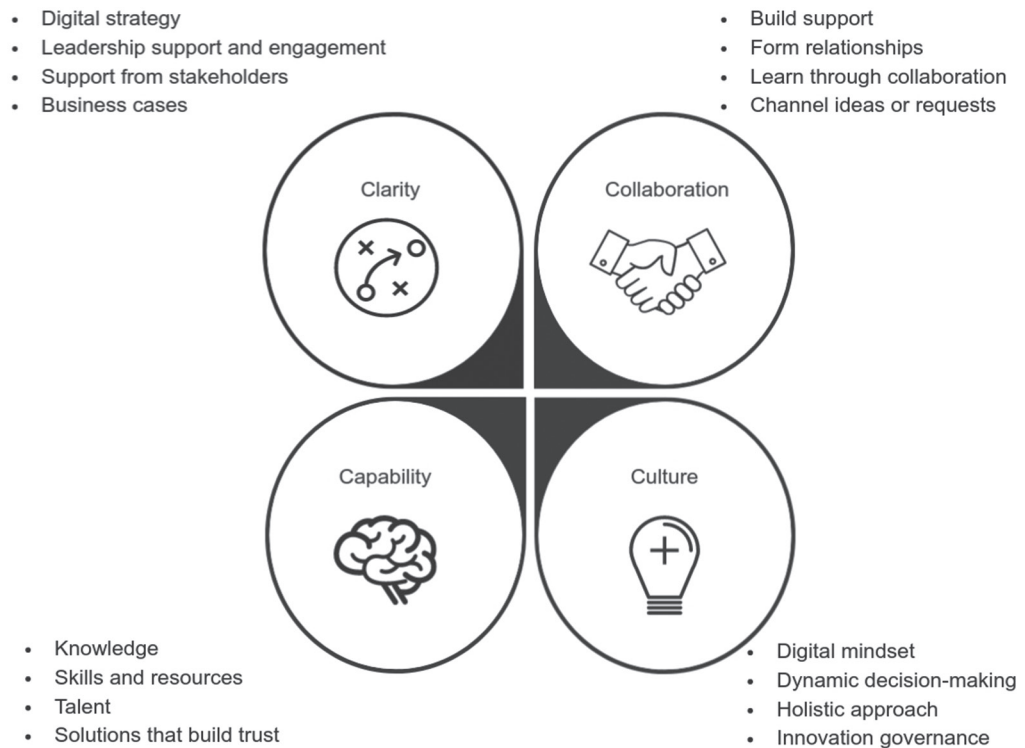 • Digital strategy
• Leadership support and engagement
• Support from stakeholders
• Business cases
• Build support
• Form relationships
• Learn through collaboration
• Channel ideas or requests
Clarity
Collaboration
Capability
Culture
• Knowledge
• Skills and resources
• Talent
• Solutions that build trust
• Digital mindset
• Dynamic decision-making
• Holistic approach
• Innovation governance